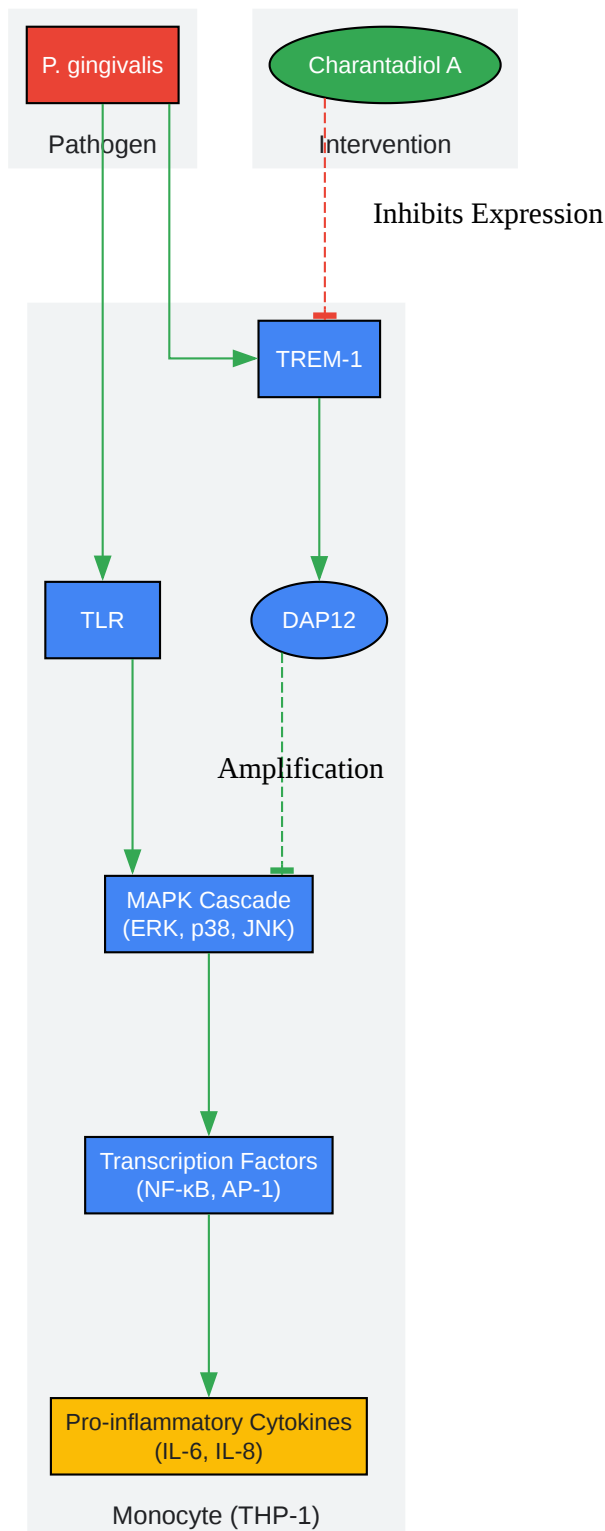 P. gingivalis
Charantadiol A
Pathogen
Intervention
Inhibits Expression
TREM-1
TLR
DAP12
Amplification
MAPK Cascade
(ERK, p38, JNK)
Transcription Factors
(NF-κB, AP-1)
Pro-inflammatory Cytokines
(IL-6, IL-8)
Monocyte (THP-1)